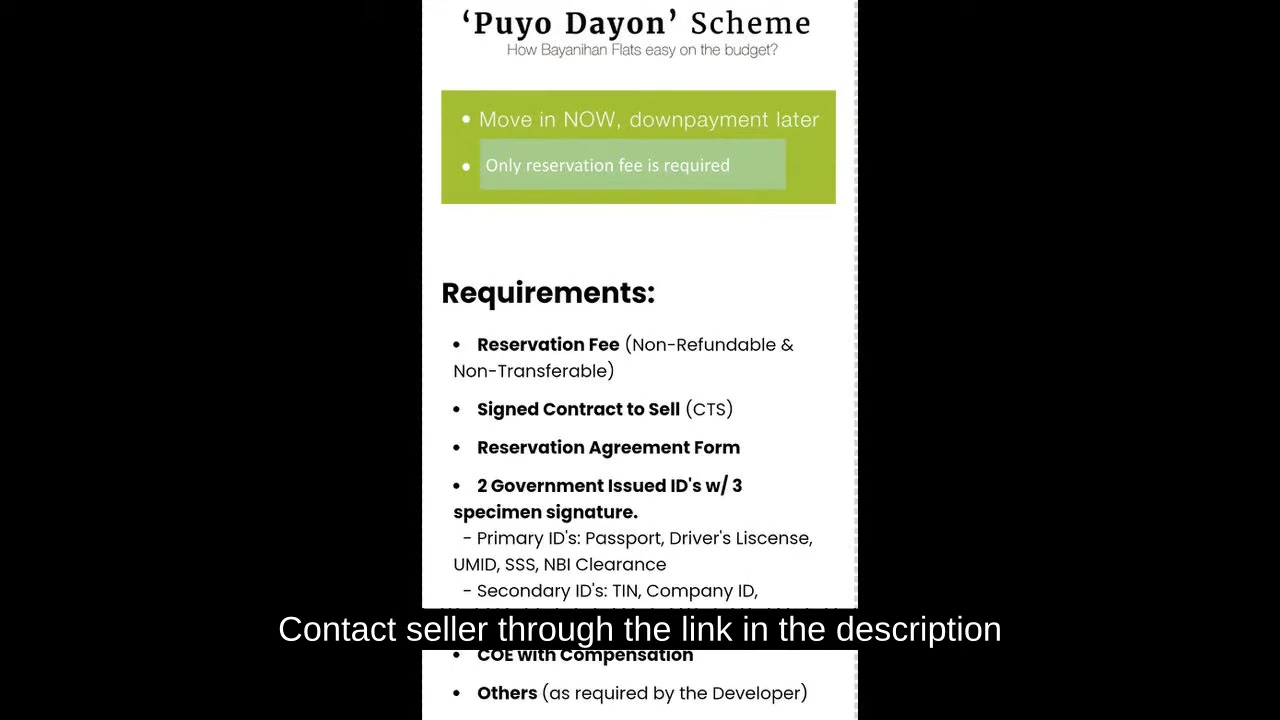 ‘Puyo Dayon’ Scheme
How Bayanihan Flats easy on the budget?
• Move in NOW, downpayment later
• Only reservation fee is required
Requirements:
• Reservation Fee (Non-Refundable &
Non-Transferable)
• Signed Contract to Sell (CTS)
• Reservation Agreement Form
• 2 Government Issued ID's w/ 3
specimen signature.
- Primary ID's: Passport, Driver's Liscense,
UMID, SSS, NBI Clearance
- Secondary ID's: TIN, Company ID,
Contact seller through the link in the description
• COE with Compensation
• Others (as required by the Developer)